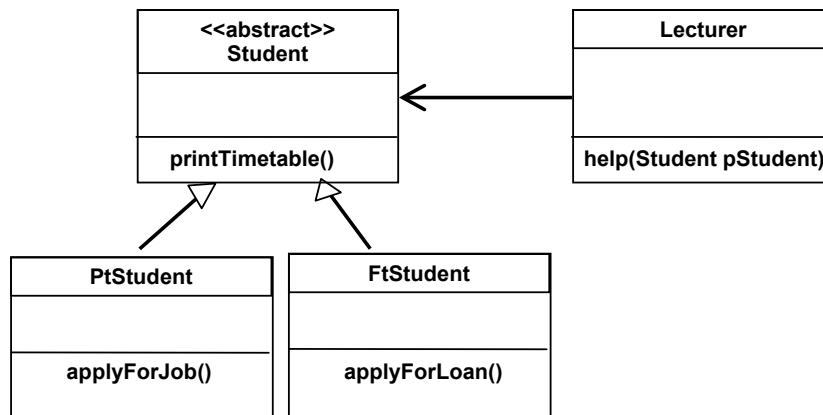 <<abstract>>
Student
printTimetable()
Lecturer
help(Student pStudent)
PtStudent
applyForJob()
FtStudent
applyForLoan()